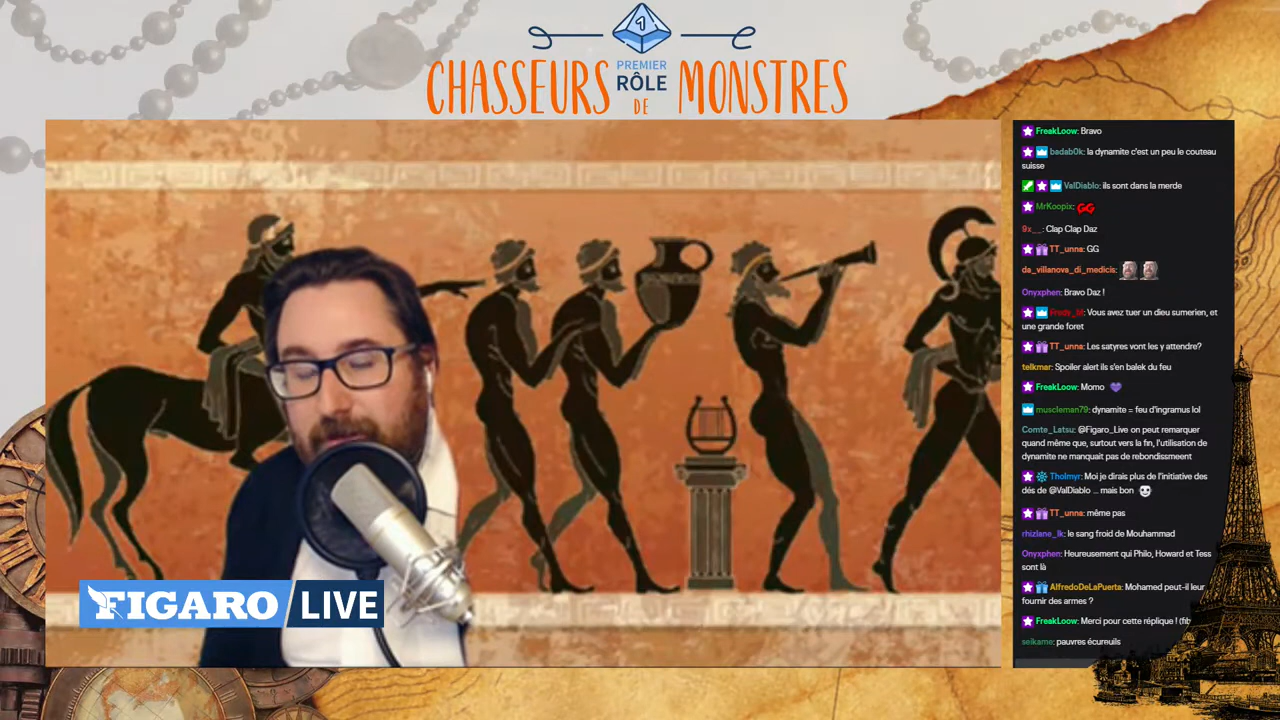 1
PREMIER
CHASSEURS RÔLE MONSTRES
DE
FreakLoow: Bravo
badab0k: la dynamite c'est un peu le couteau
suisse
ValDiablo: ils sont dans la merde
MrKoopix: GG
9x__: Clap Clap Daz
TT_unna: GG
da_villanova_di_medicis:
Onyxphen: Bravo Daz !
Fredy_M: Vous avez tuer un dieu sumerien, et
une grande foret
TT_unna: Les satyres vont les y attendre?
telkmar: Spoiler alert ils s'en balek du feu
FreakLoow: Momo
muscleman79: dynamite = feu d'ingramus lol
Comte_Latsu: @Figaro_Live on peut remarquer
quand même que, surtout vers la fin, l'utilisation de
dynamite ne manquait pas de rebondissmeent
Tholmyr: Moi je dirais plus de l'initiative des
dés de @ValDiablo ... mais bon
TT_unna: même pas
rhizlane_lk: le sang froid de Mouhammad
Onyxphen: Heureusement qui Philo, Howard et Tess
sont là
AlfredoDeLaPuerta: Mohamed peut-il leur
fournir des armes ?
FreakLoow: Merci pour cette réplique !
seikame: pauvres écureuils
FIGARO LIVE